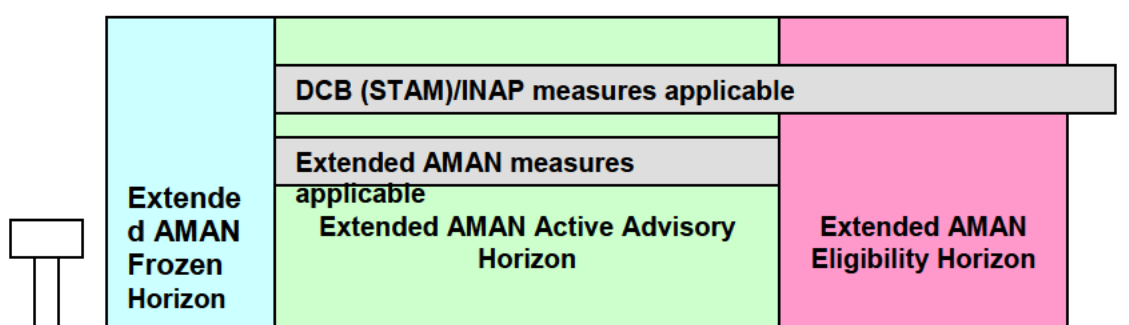 DCB (STAM)/INAP measures applicable
Extended AMAN measures
applicable
Extende
d AMAN
Frozen
Horizon
Extended AMAN Active Advisory
Horizon
Extended AMAN
Eligibility Horizon